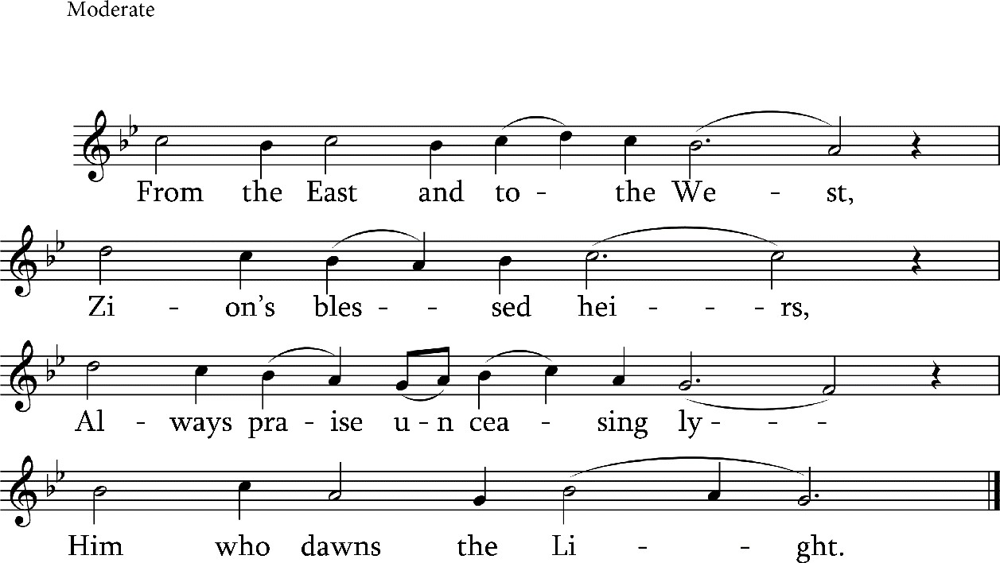 Moderate
From the East and to - the We - st,
Zi - on's bles - - sed hei - - - rs,
Al - ways pra - ise u - n cea - sing ly - - -
Him who dawns the Li - - ght.